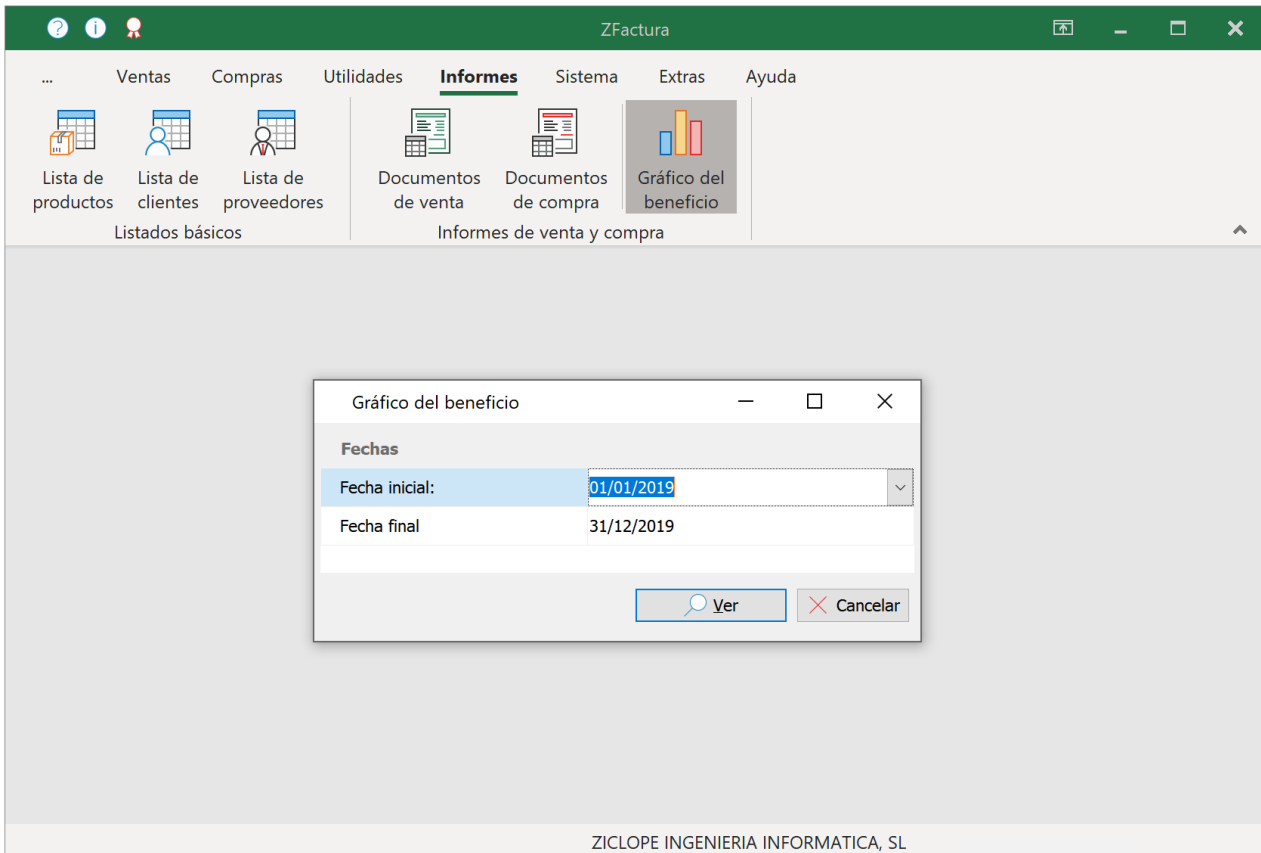 ZFactura
... Ventas Compras Utilidades Informes Sistema Extras Ayuda
Lista de productos
Lista de clientes
Lista de proveedores
Documentos de venta
Documentos de compra
Gráfico del beneficio
Listados básicos
Informes de venta y compra
Gráfico del beneficio
Fechas
Fecha inicial: 01/01/2019
Fecha final 31/12/2019
Ver Cancelar
ZICLOPE INGENIERIA INFORMATICA, SL